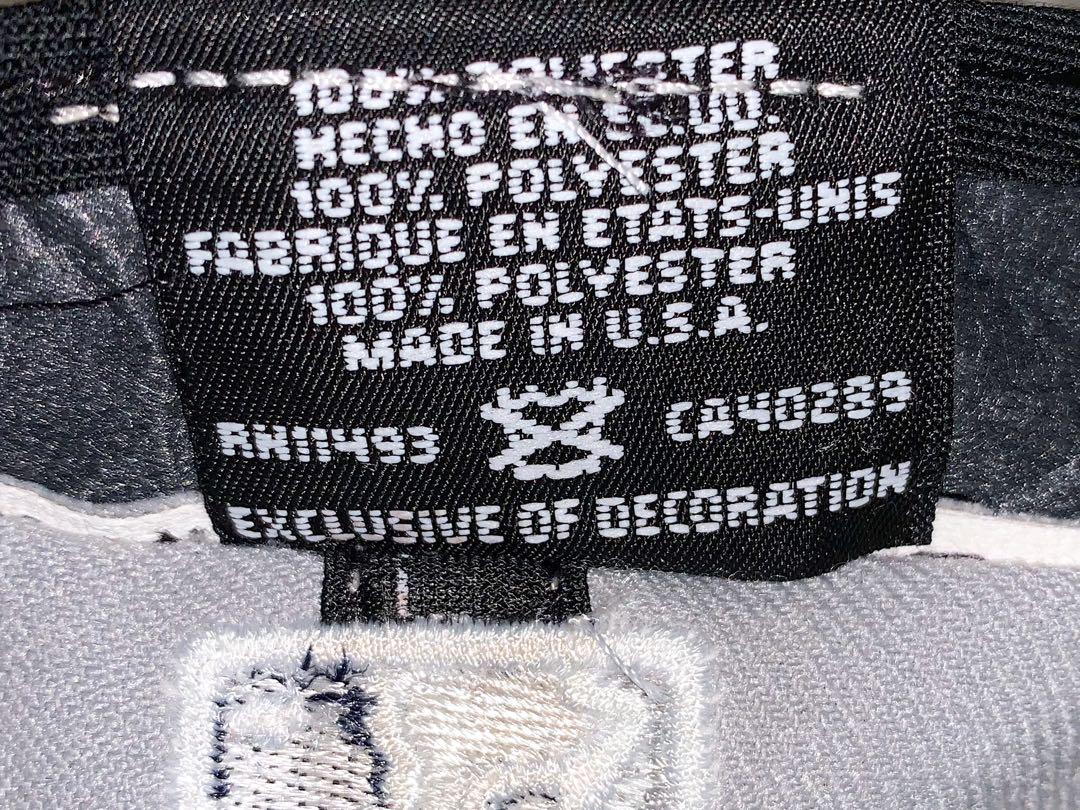 100% POLYESTER
HECHO EN EE.UU.
100% POLYESTER
FABRIQUE EN ETATS-UNIS
100% POLYESTER
MADE IN U.S.A.
RN11493 CA40289
EXCLUSIVE OF DECORATION